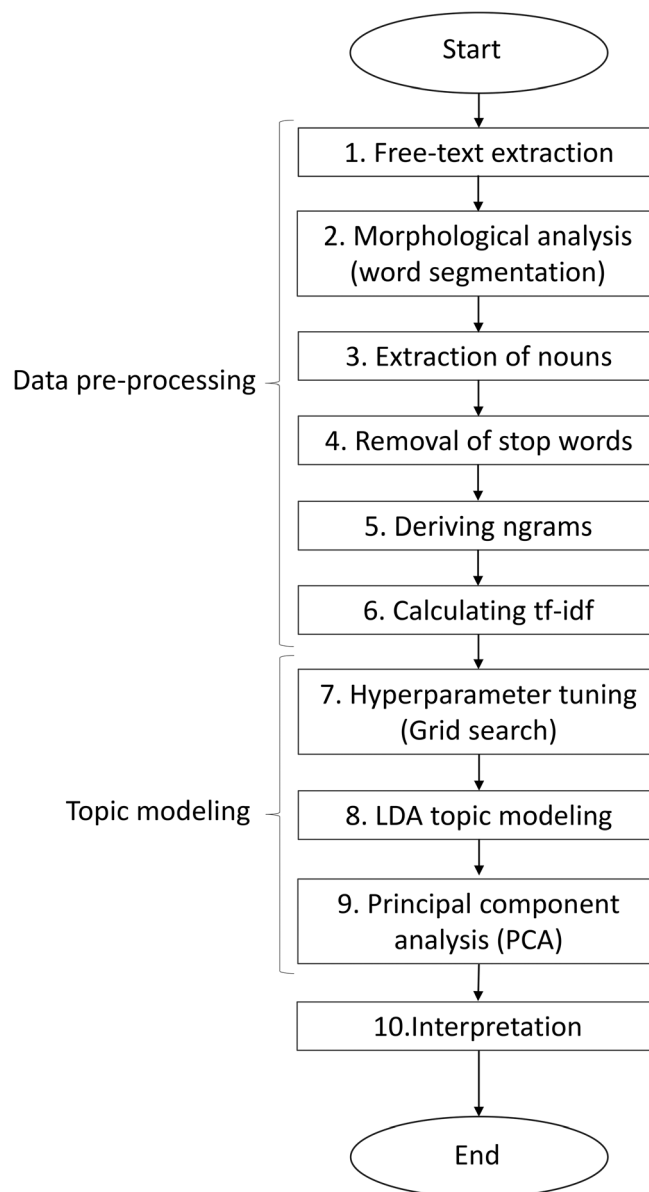 Start
1. Free-text extraction
2. Morphological analysis
(word segmentation)
3. Extraction of nouns
Data pre-processing
4. Removal of stop words
5. Deriving ngrams
6. Calculating tf-idf
7. Hyperparameter tuning
(Grid search)
Topic modeling
8. LDA topic modeling
9. Principal component
analysis (PCA)
10.Interpretation
End